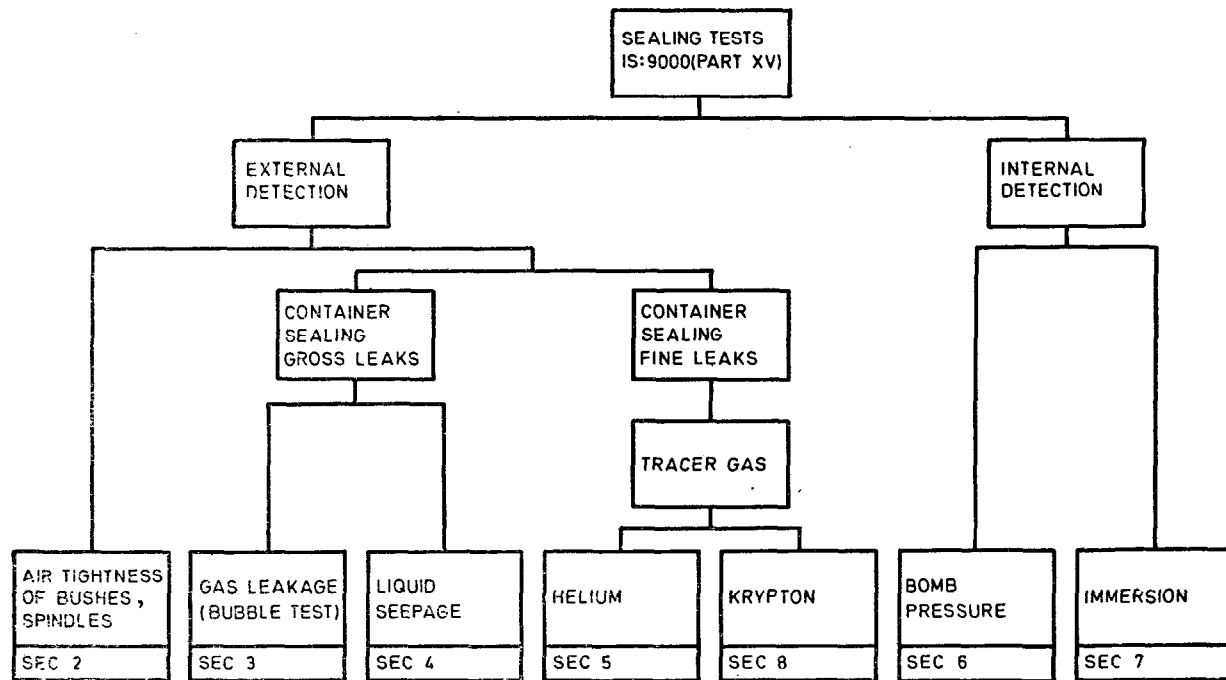 SEALING TESTS
IS:9000(PART XV)
EXTERNAL
DETECTION
INTERNAL
DETECTION
CONTAINER
SEALING
GROSS LEAKS
CONTAINER
SEALING
FINE LEAKS
TRACER GAS
AIR TIGHTNESS
OF BUSHES,
SPINDLES
SEC 2
GAS LEAKAGE
(BUBBLE TEST)
SEC 3
LIQUID
SEEPAGE
SEC 4
HELIUM
SEC 5
KRYPTON
SEC 8
BOMB
PRESSURE
SEC 6
IMMERSION
SEC 7